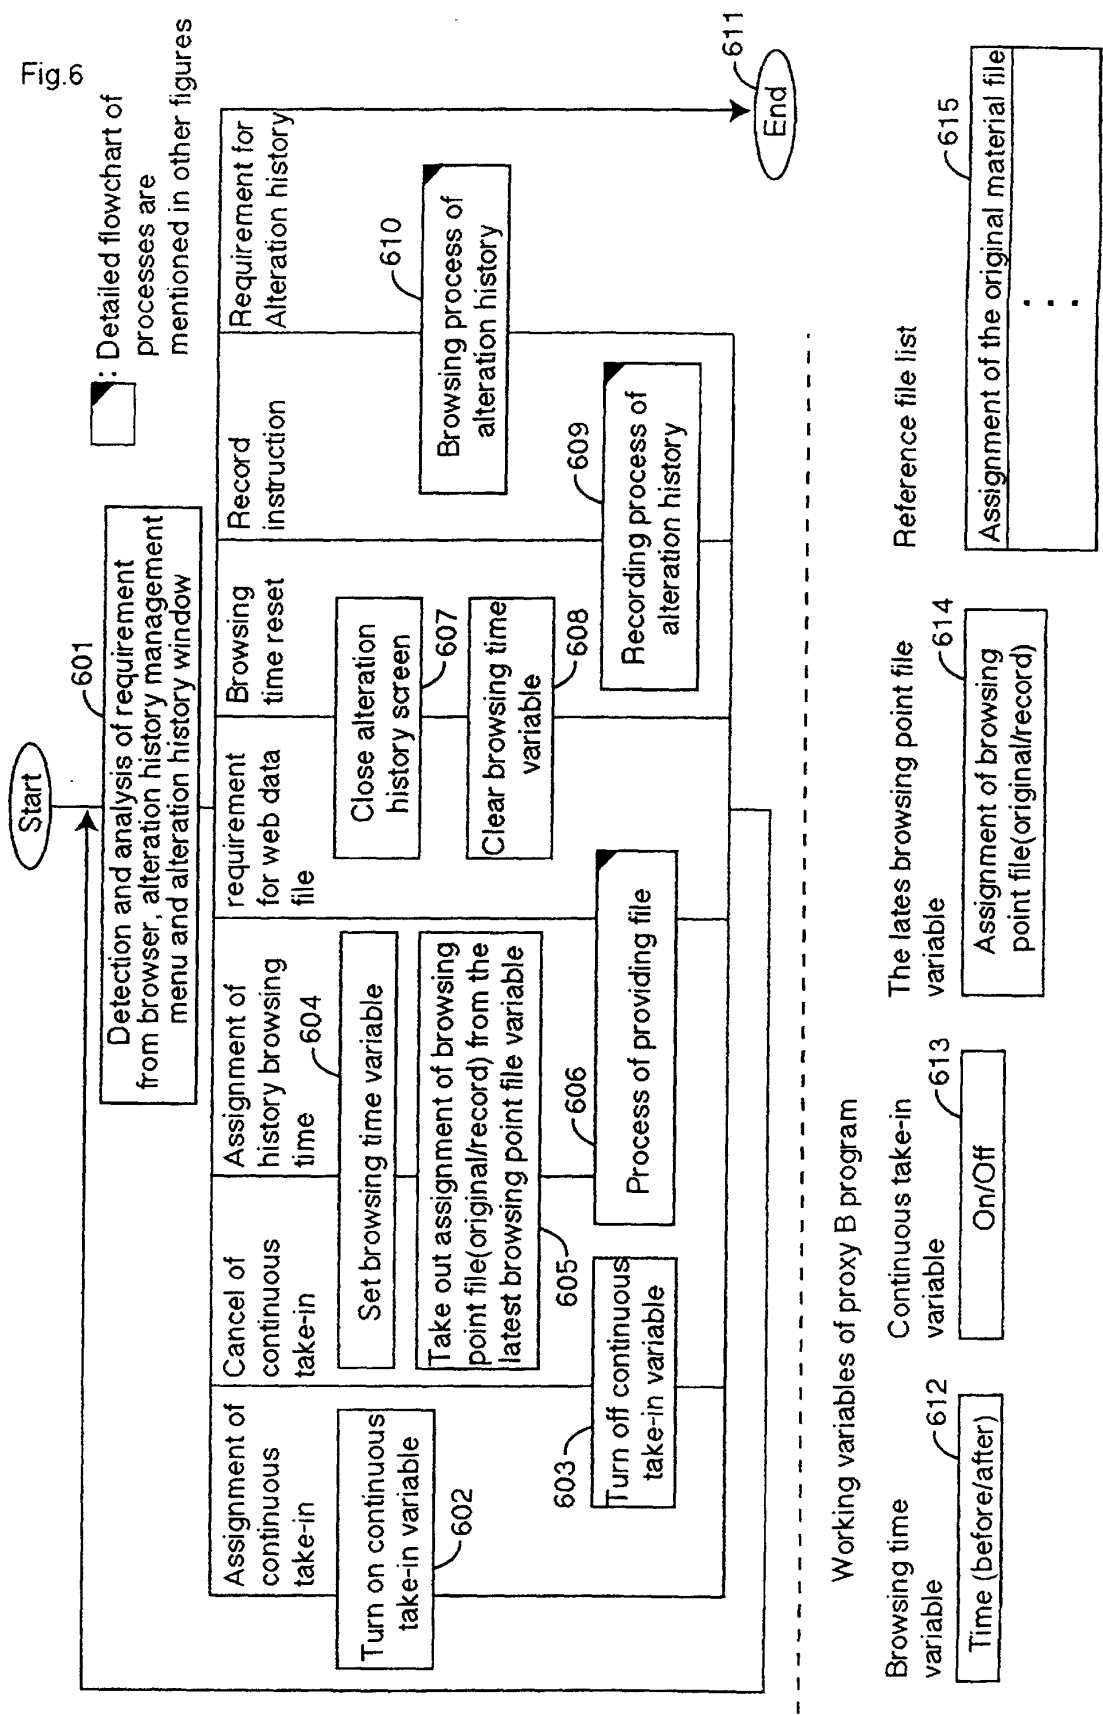 Fig.6
: Detailed flowchart of
processes are
mentioned in other figures
Start
601
Detection and analysis of requirement
from browser, alteration history management
menu and alteration history window
Assignment of
continuous
take-in
Cancel of
continuous
take-in
Assignment of
history browsing
time
requirement
for web data
file
Browsing
time reset
Record
instruction
Requirement for
Alteration history
Turn on continuous
take-in variable
602
603
Turn off continuous
take-in variable
604
Set browsing time variable
Take out assignment of browsing
point file(original/record) from the
latest browsing point file variable
605
606
Process of providing file
Close alteration
history screen
607
Clear browsing time
variable
608
609
Recording process of
alteration history
610
Browsing process of
alteration history
611
End
Working variables of proxy B program
Browsing time
variable
612
Time (before/after)
Continuous take-in
variable
613
On/Off
The lates browsing point file
variable
614
Assignment of browsing
point file(original/record)
Reference file list
615
Assignment of the original material file
. . .